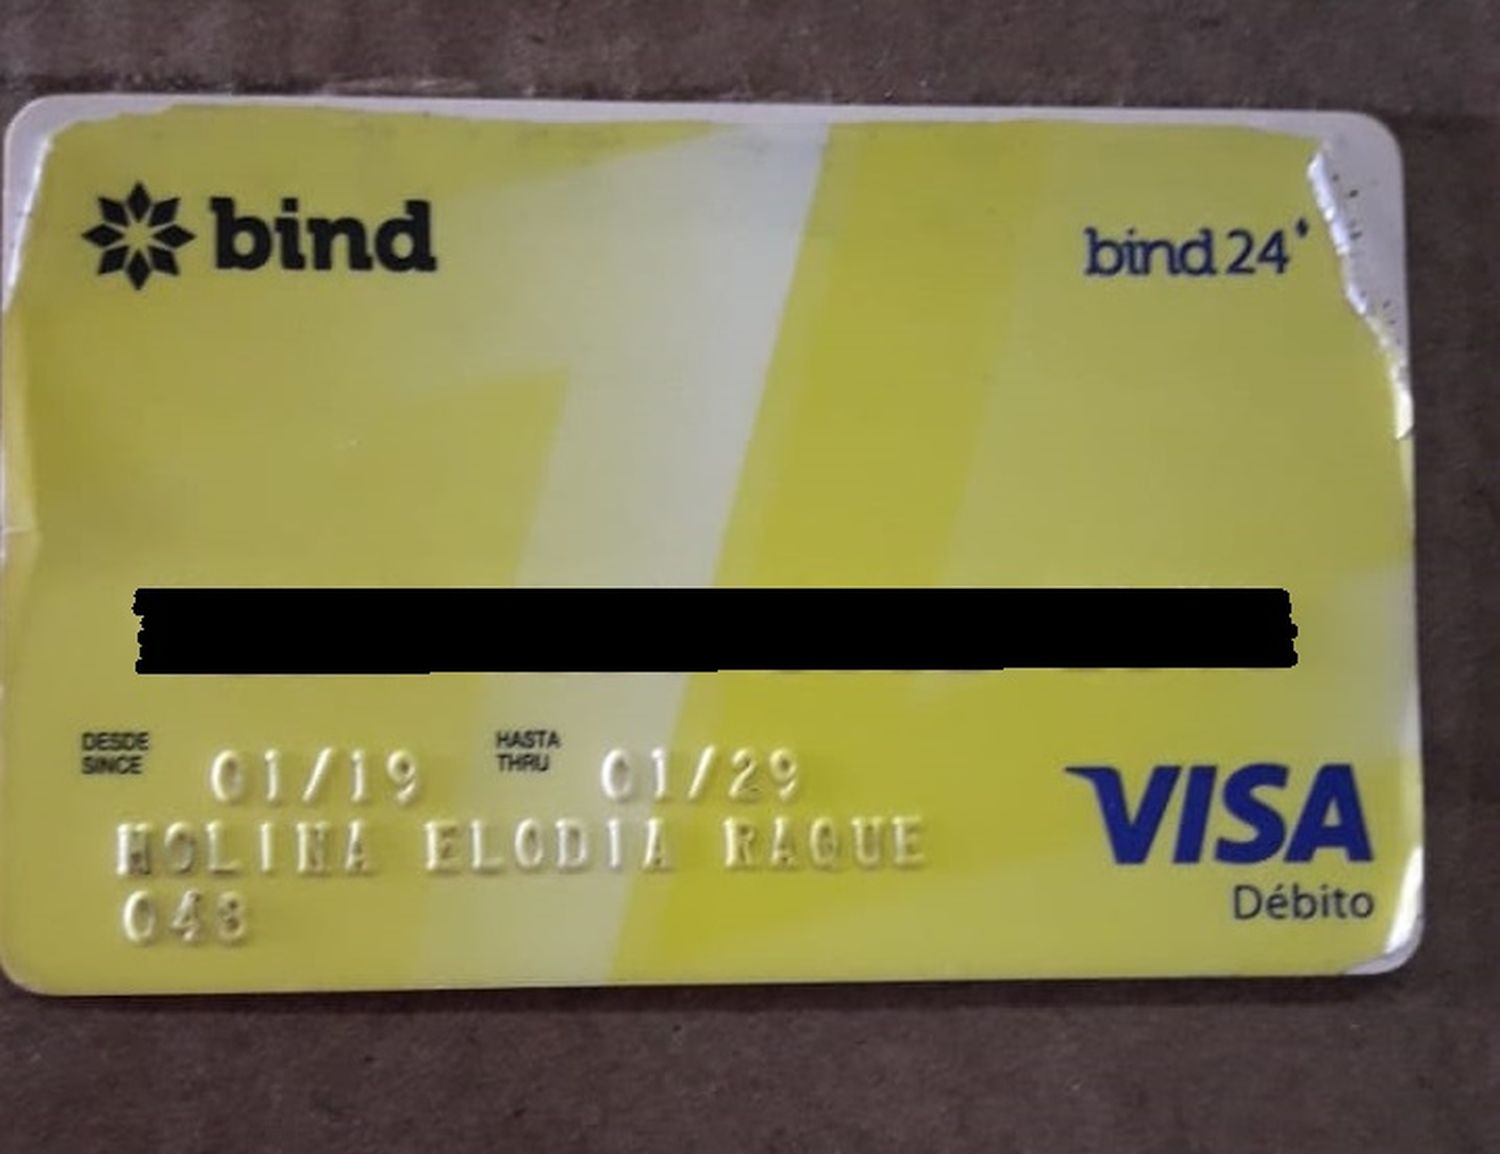 bind
bind24
DESDE
SINCE
01/19
HASTA
THRU
01/29
MOLINA ELODIA RAQUE
048
VISA
Débito